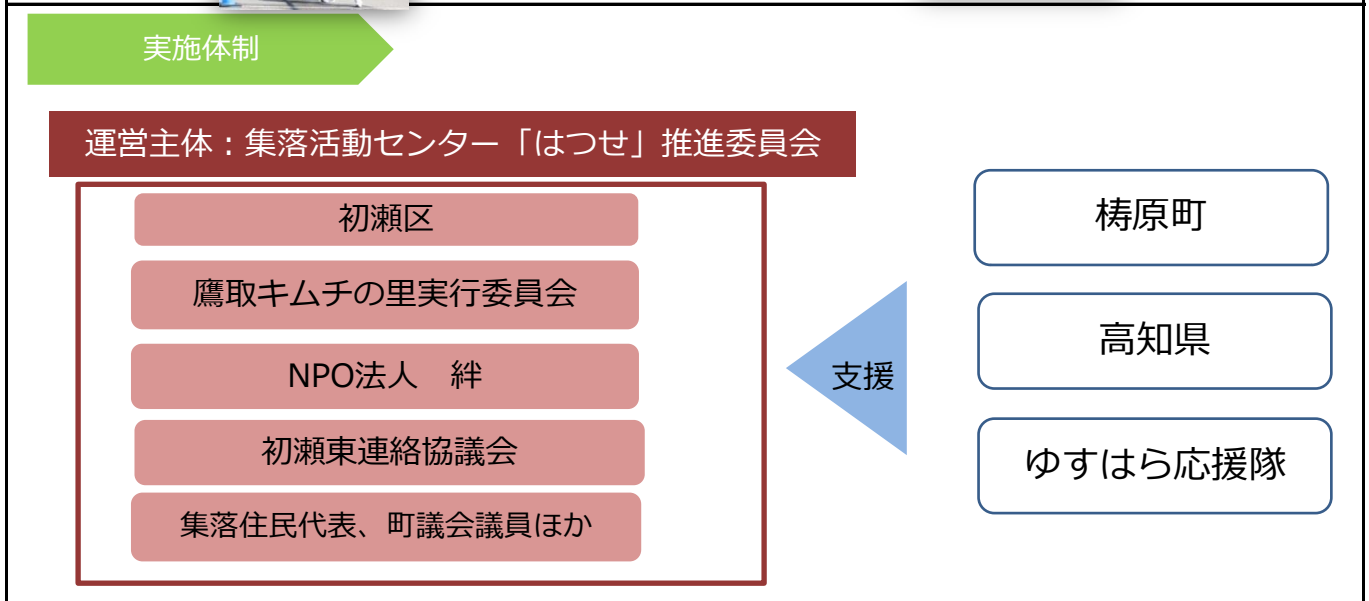 実施体制
運営主体：集落活動センター「はつせ」推進委員会
初瀬区
鷹取キムチの里実行委員会
NPO法人　絆
初瀬東連絡協議会
集落住民代表、町議会議員ほか
支援
梼原町
高知県
ゆすはら応援隊